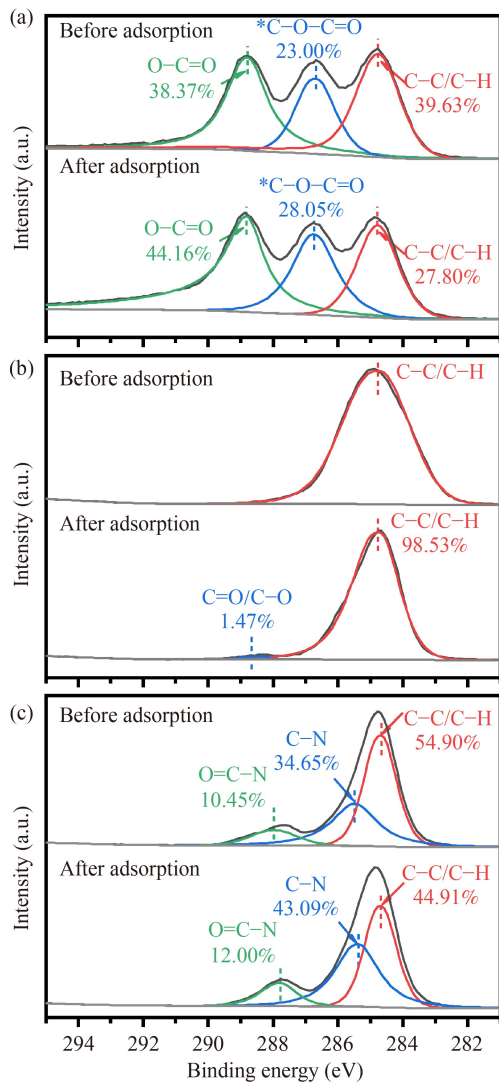 (a)
Before adsorption
*C−O−C=O
23.00%
O−C=O
38.37%
C−C/C−H
39.63%
After adsorption
*C−O−C=O
28.05%
O−C=O
44.16%
C−C/C−H
27.80%
Intensity (a.u.)
(b)
Before adsorption
C−C/C−H
After adsorption
C−C/C−H
98.53%
C=O/C−O
1.47%
Intensity (a.u.)
(c)
Before adsorption
C−N
34.65%
O=C−N
10.45%
C−C/C−H
54.90%
After adsorption
C−N
43.09%
O=C−N
12.00%
C−C/C−H
44.91%
Intensity (a.u.)
294 292 290 288 286 284 282
Binding energy (eV)